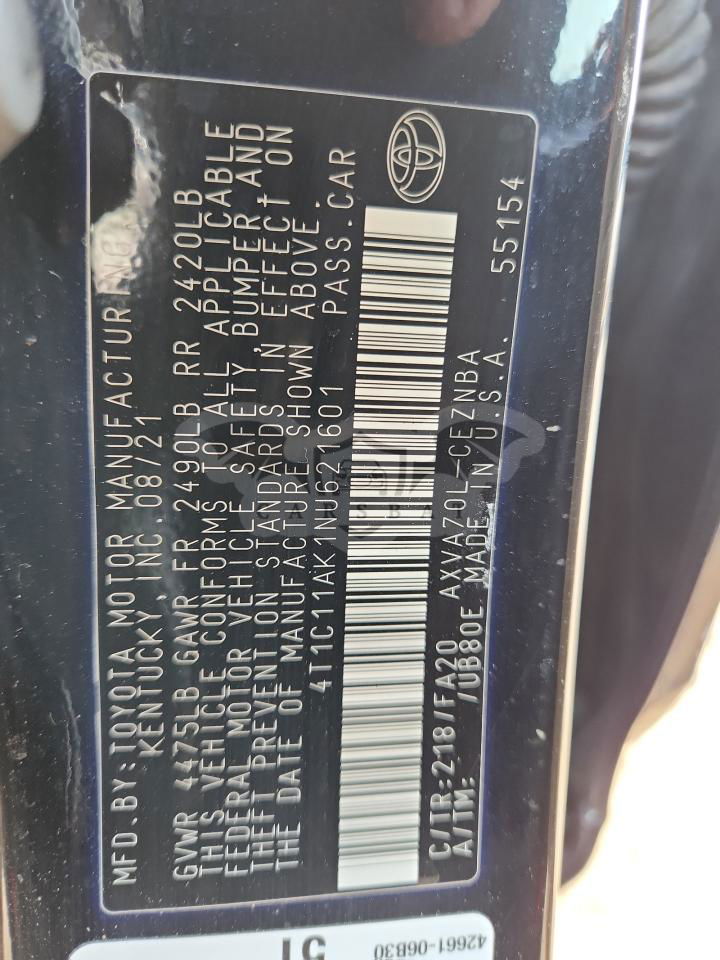 MFD.BY:TOYOTA MOTOR MANUFACTURING
KENTUCKY,INC.08/21
GVWR 4475LB GAWR FR 2490LB RR 2420LB
THIS VEHICLE CONFORMS TO ALL APPLICABLE
FEDERAL MOTOR VEHICLE SAFETY,BUMPER,AND
THEFT PREVENTION STANDARDS IN EFFECT ON
THE DATE OF MANUFACTURE SHOWN ABOVE.
4T1C11AK1NU621601 PASS.CAR
C/TR:218/FA20 AXVA70L-CEZNBA
A/TM: /UB80E MADE IN U.S.A. 55154
CARSBAT
51
42661-06B30